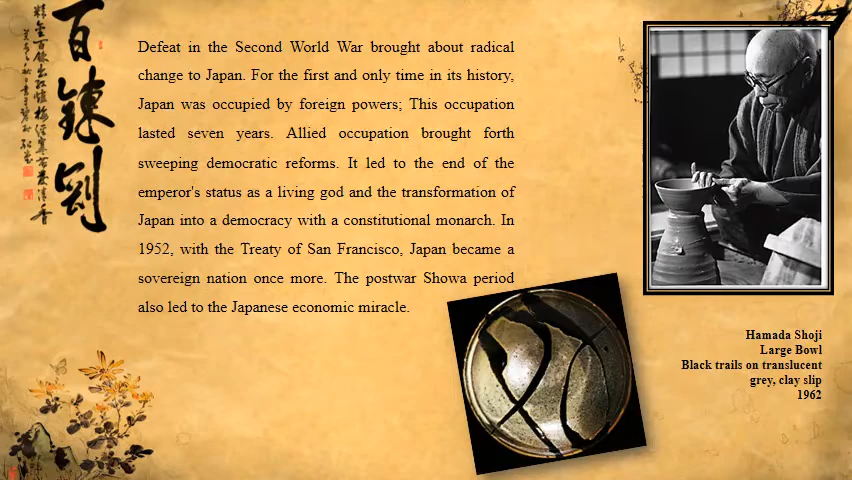 百鍊剄
Defeat in the Second World War brought about radical
change to Japan. For the first and only time in its history,
Japan was occupied by foreign powers; This occupation
lasted seven years. Allied occupation brought forth
sweeping democratic reforms. It led to the end of the
emperor's status as a living god and the transformation of
Japan into a democracy with a constitutional monarch. In
1952, with the Treaty of San Francisco, Japan became a
sovereign nation once more. The postwar Showa period
also led to the Japanese economic miracle.
Hamada Shoji
Large Bowl
Black trails on translucent
grey, clay slip
1962